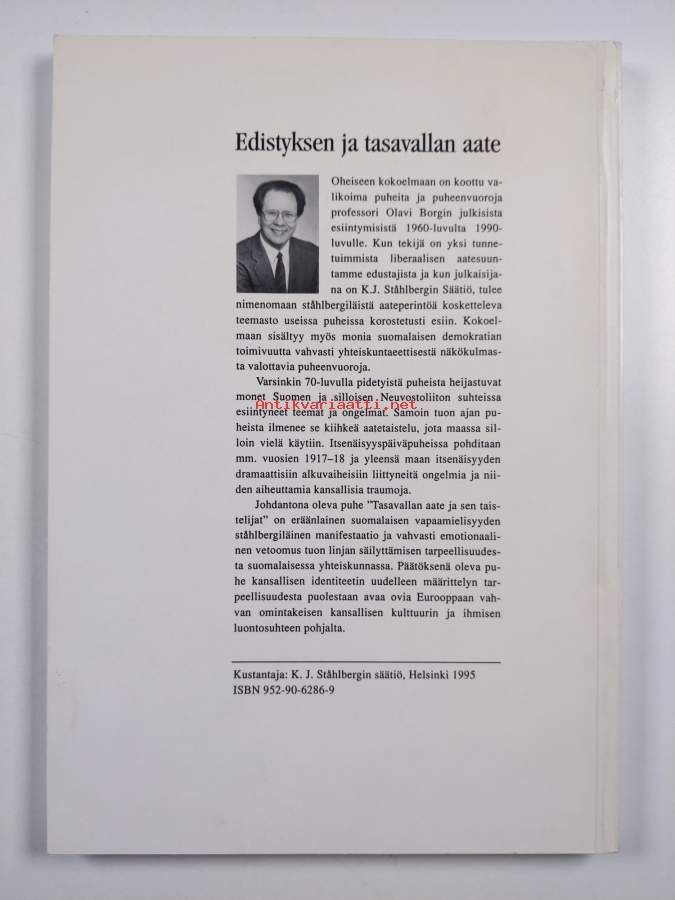 Edistyksen ja tasavallan aate
Oheiseen kokoelmaan on koottu va-
likoima puheita ja puheenvuoroja
professori Olavi Borgin julkisista
esiintymisistä 1960-luvulta 1990-
luvulle. Kun tekijä on yksi tunne-
tuimmista liberaalisen aatesuun-
tamme edustajista ja kun julkaisija-
na on K.J. Ståhlbergin Säätiö, tulee
nimenomaan ståhlbergiläistä aateperintöä kosketteleva
teemasto useissa puheissa korostetusti esiin. Kokoel-
maan sisältyy myös monia suomalaisen demokratian
toimivuutta vahvasti yhteiskuntaeettisestä näkökulmas-
ta valottavia puheenvuoroja.
Varsinkin 70-luvulla pidetyistä puheista heijastuvat
monet Suomen ja silloisen Neuvostoliiton suhteissa
Antikvariaatti.net
esiintyneet teemat ja ongelmat. Samoin tuon ajan pu-
heista ilmenee se kiihkeä aatetaistelu, jota maassa sil-
loin vielä käytiin. Itsenäisyyspäiväpuheissa pohditaan
mm. vuosien 1917–18 ja yleensä maan itsenäisyyden
dramaattisiin alkuvaiheisiin liittyneitä ongelmia ja nii-
den aiheuttamia kansallisia traumoja.
Johdantona oleva puhe ”Tasavallan aate ja sen tais-
telijat” on eräänlainen suomalaisen vapaamielisyyden
ståhlbergiläinen manifestaatio ja vahvasti emotionaali-
nen vetoomus tuon linjan säilyttämisen tarpeellisuudes-
ta suomalaisessa yhteiskunnassa. Päätöksenä oleva pu-
he kansallisen identiteetin uudelleen määrittelyn tar-
peellisuudesta puolestaan avaa ovia Eurooppaan vah-
van omintakeisen kansallisen kulttuurin ja ihmisen
luontosuhteen pohjalta.
Kustantaja: K. J. Ståhlbergin säätiö, Helsinki 1995
ISBN 952-90-6286-9